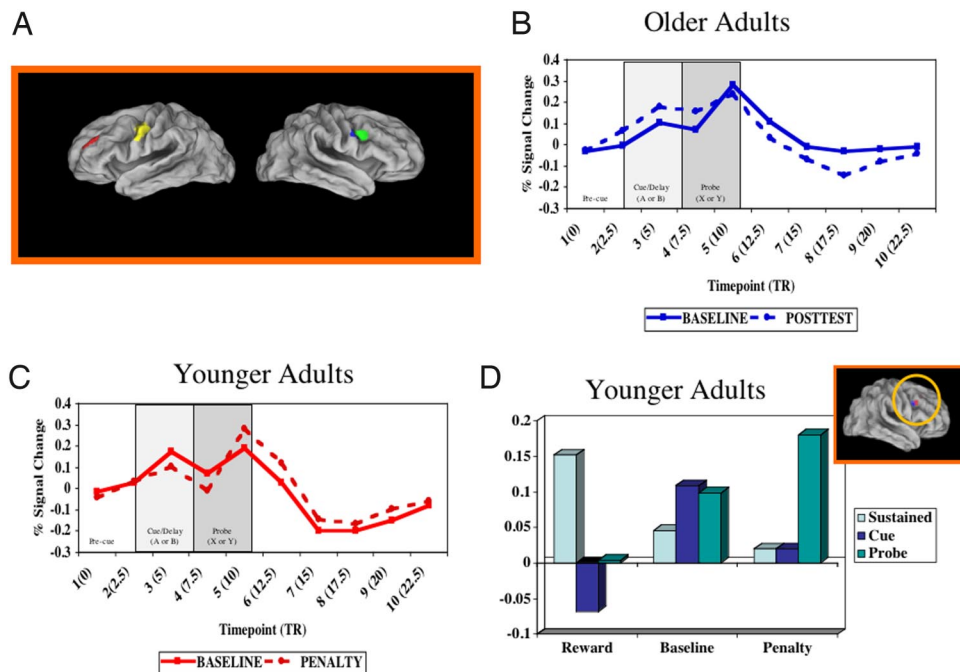 A
B
Older Adults
% Signal Change
0.4
0.3
0.2
0.1
0
-0.1
-0.2
-0.3
Pre-cue
Cue/Delay
(A or B)
Probe
(X or Y)
1(0)
2(2.5)
3 (5)
4 (7.5)
5 (10)
6 (12.5)
7 (15)
8 (17.5)
9 (20)
10 (22.5)
Timepoint (TR)
BASELINE
POSTTEST
C
Younger Adults
% Signal Change
0.4
0.3
0.2
0.1
0
-0.1
-0.2
-0.3
Pre-cue
Cue/Delay
(A or B)
Probe
(X or Y)
1(0)
2(2.5)
3 (5)
4 (7.5)
5 (10)
6 (12.5)
7 (15)
8 (17.5)
9 (20)
10 (22.5)
Timepoint (TR)
BASELINE
PENALTY
D
Younger Adults
0.2
0.15
0.1
0.05
0
-0.05
-0.1
Reward
Baseline
Penalty
Sustained
Cue
Probe